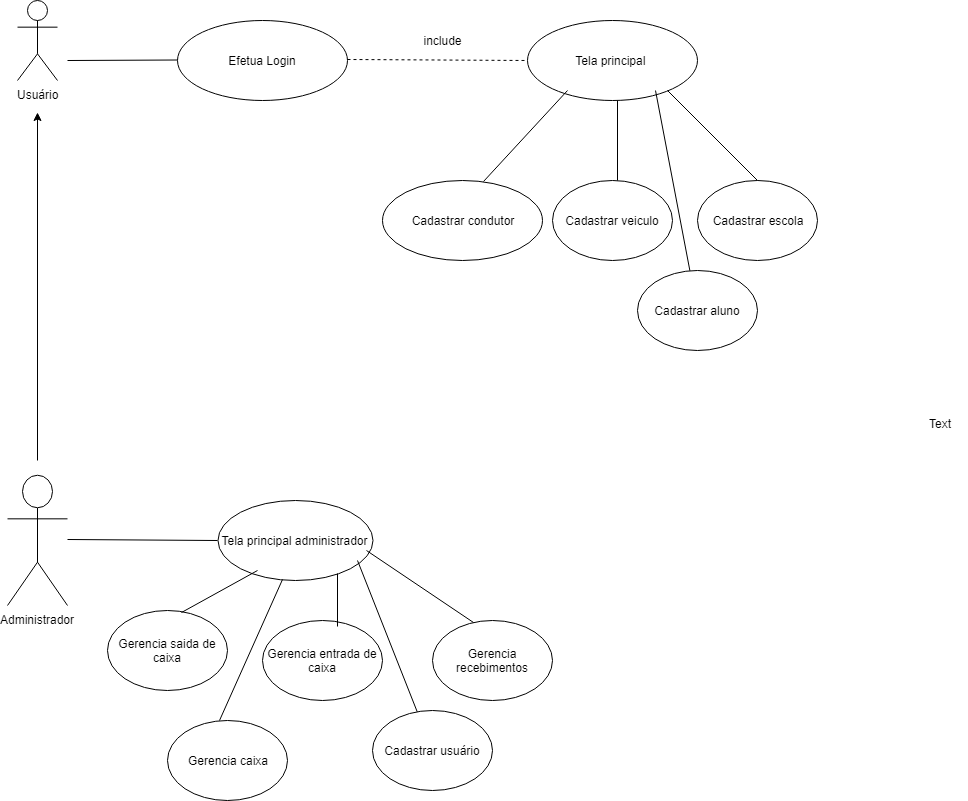 include
Efetua Login
Tela principal
Usuário
Cadastrar condutor
Cadastrar veiculo
Cadastrar escola
Cadastrar aluno
Text
Tela principal administrador
Administrador
Gerencia saida de
caixa
Gerencia entrada de
caixa
Gerencia
recebimentos
Gerencia caixa
Cadastrar usuário